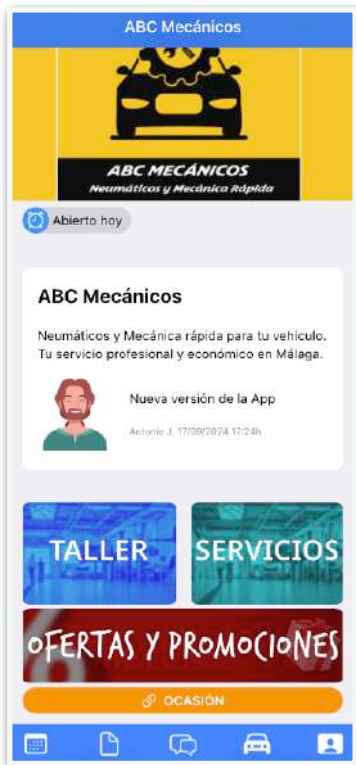 ABC Mecánicos
ABC MECÁNICOS
Neumáticos y Mecánica Rápida
Abierto hoy
ABC Mecánicos
Neumáticos y Mecánica rápida para tu vehículo.
Tu servicio profesional y económico en Málaga.
Nueva versión de la App
Antonio J, 17/09/2024 17:24h
TALLER
SERVICIOS
OFERTAS Y PROMOCIONES
OCASIÓN